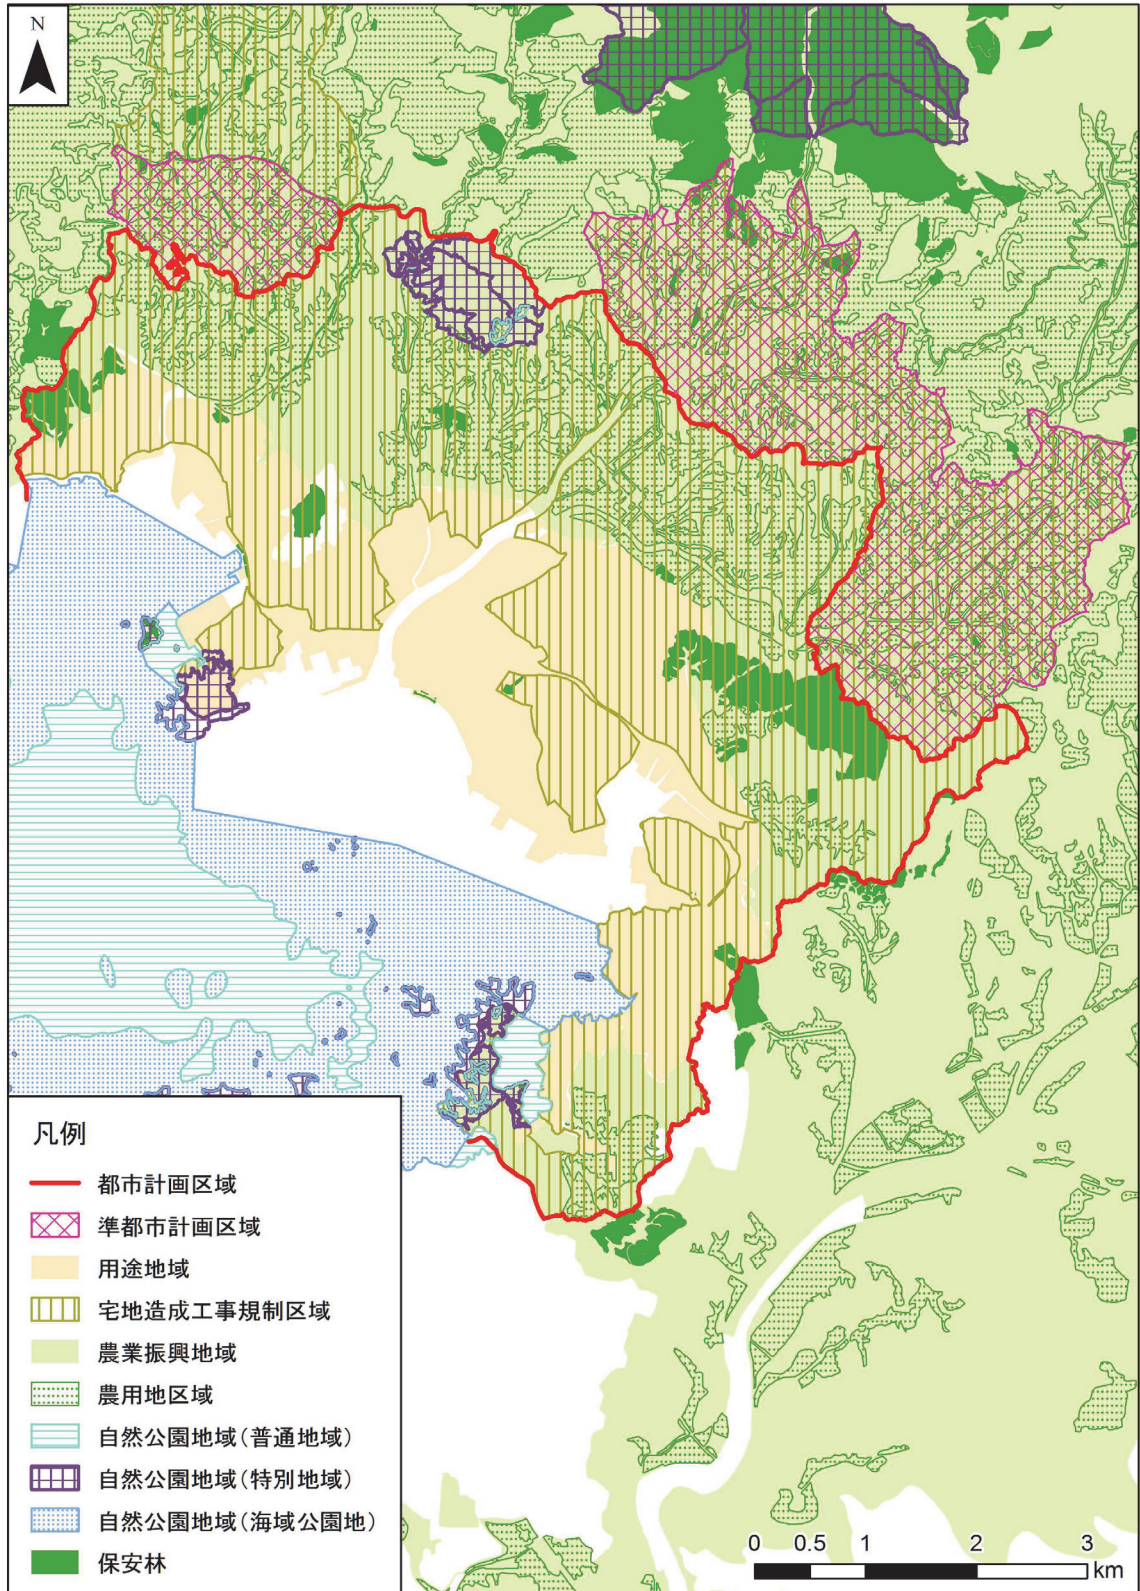 N
凡例
都市計画区域
準都市計画区域
用途地域
宅地造成工事規制区域
農業振興地域
農用地区域
自然公園地域(普通地域)
自然公園地域(特別地域)
自然公園地域(海域公園地)
保安林
0 0.5 1 2 3
km